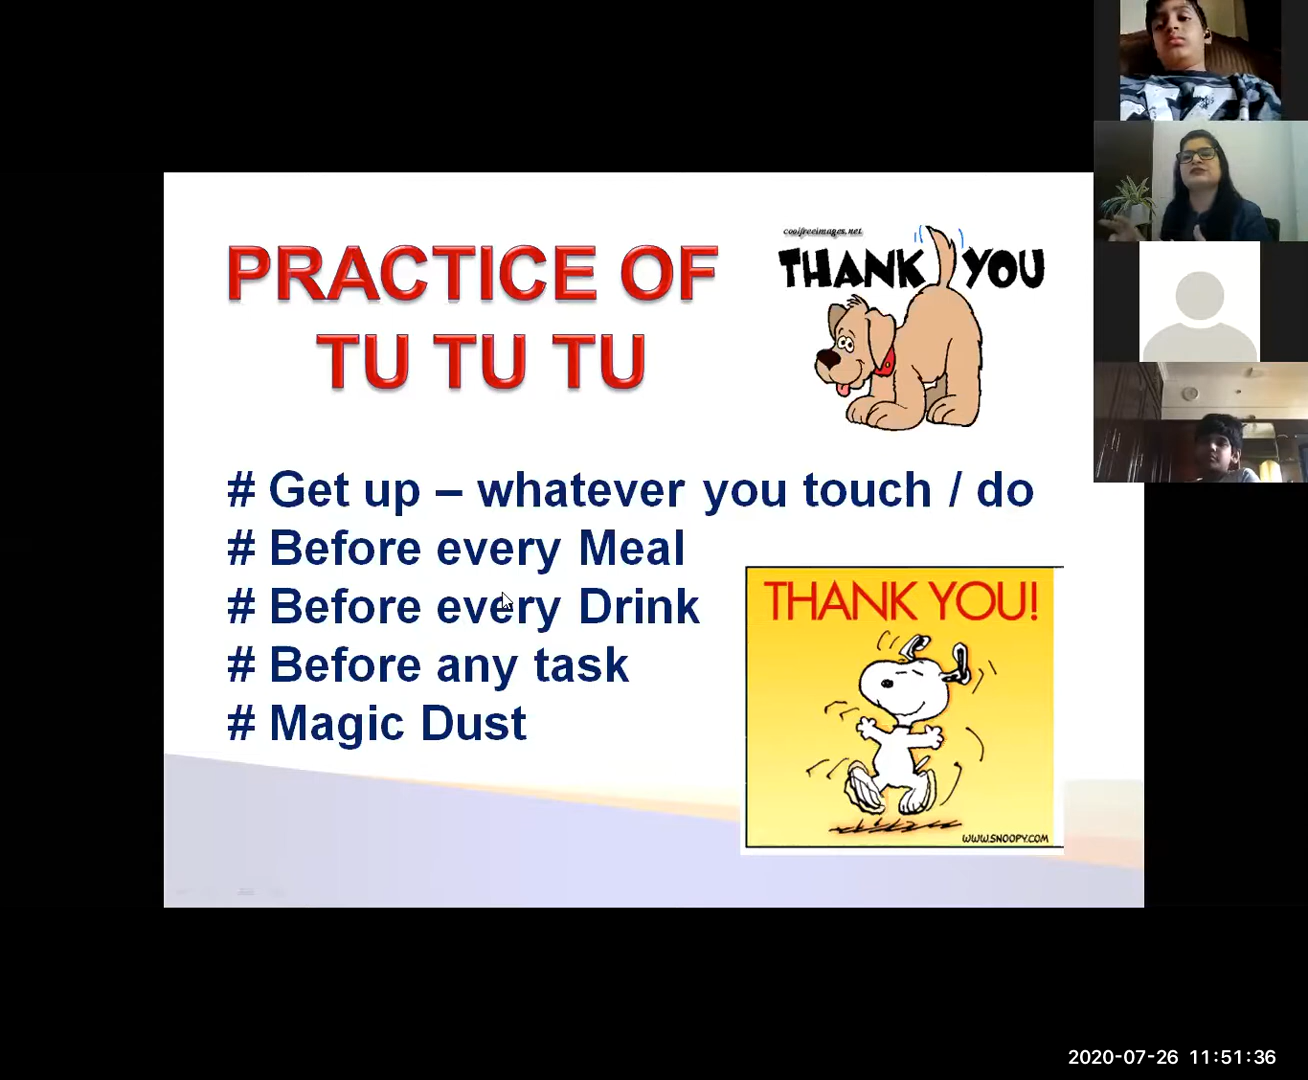 PRACTICE OF
TU TU TU
coolfreeimages.net
THANK YOU
# Get up – whatever you touch / do
# Before every Meal
# Before every Drink
# Before any task
# Magic Dust
THANK YOU!
WWW.SNOOPY.COM
2020-07-26 11:51:36